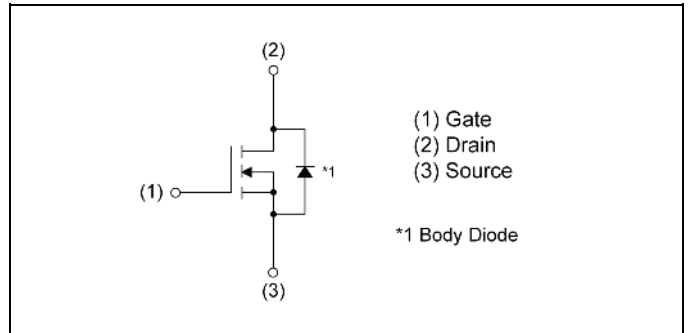 (2)
(1) Gate
(2) Drain
(3) Source
*1
(1)
*1 Body Diode
(3)